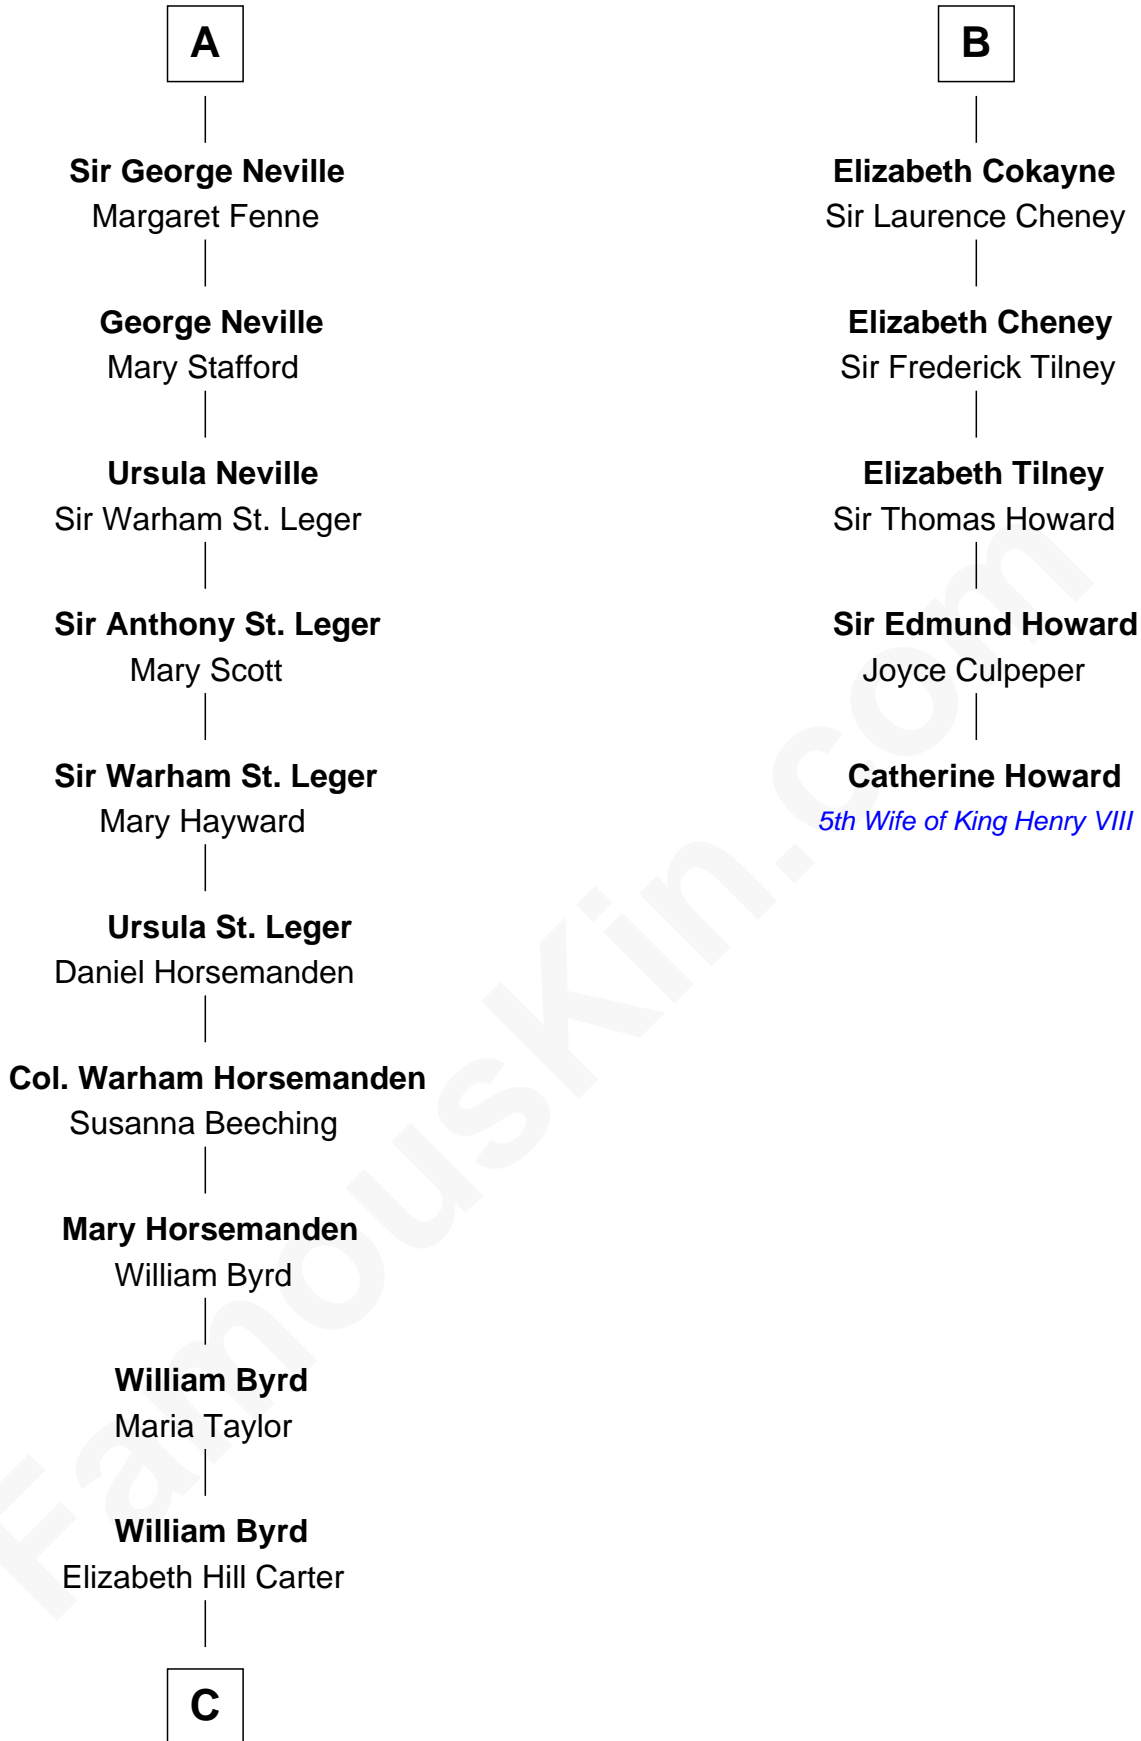 A
Sir George Neville
Margaret Fenne
George Neville
Mary Stafford
Ursula Neville
Sir Warham St. Leger
Sir Anthony St. Leger
Mary Scott
Sir Warham St. Leger
Mary Hayward
Ursula St. Leger
Daniel Horsemanden
Col. Warham Horsemanden
Susanna Beeching
Mary Horsemanden
William Byrd
William Byrd
Maria Taylor
William Byrd
Elizabeth Hill Carter
C
B
Elizabeth Cokayne
Sir Laurence Cheney
Elizabeth Cheney
Sir Frederick Tilney
Elizabeth Tilney
Sir Thomas Howard
Sir Edmund Howard
Joyce Culpeper
Catherine Howard
5th Wife of King Henry VIII
FamousKin.com